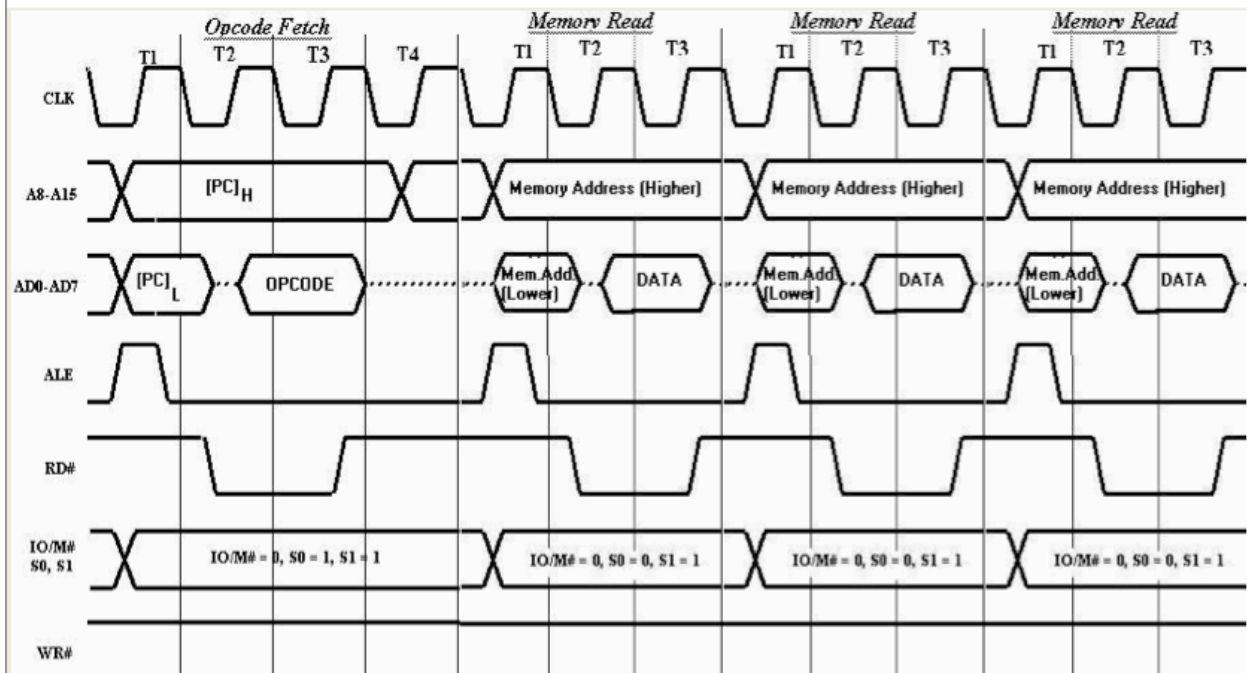 Opcode Fetch
Memory Read
Memory Read
Memory Read
T1 T2 T3 T4 T1 T2 T3 T1 T2 T3 T1 T2 T3
CLK
A8-A15 [PC]H Memory Address (Higher) Memory Address (Higher) Memory Address (Higher)
AD0-AD7 [PC]L OPCODE Mem.Add. (Lower) DATA Mem.Add. (Lower) DATA Mem.Add. (Lower) DATA
ALE
RD#
IO/M# S0, S1 IO/M# = 0, S0 = 1, S1 = 1 IO/M# = 0, S0 = 0, S1 = 1 IO/M# = 0, S0 = 0, S1 = 1 IO/M# = 0, S0 = 0, S1 = 1
WR#